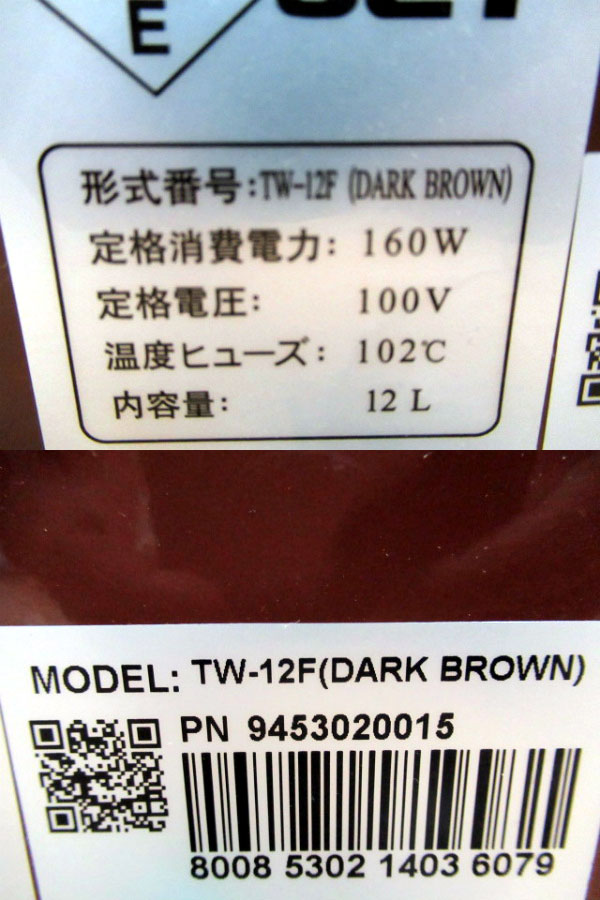 E
形式番号:TW-12F (DARK BROWN)
定格消費電力: 160W
定格電圧: 100V
温度ヒューズ: 102℃
内容量: 12 L
MODEL: TW-12F(DARK BROWN)
PN 9453020015
8008 5302 1403 6079